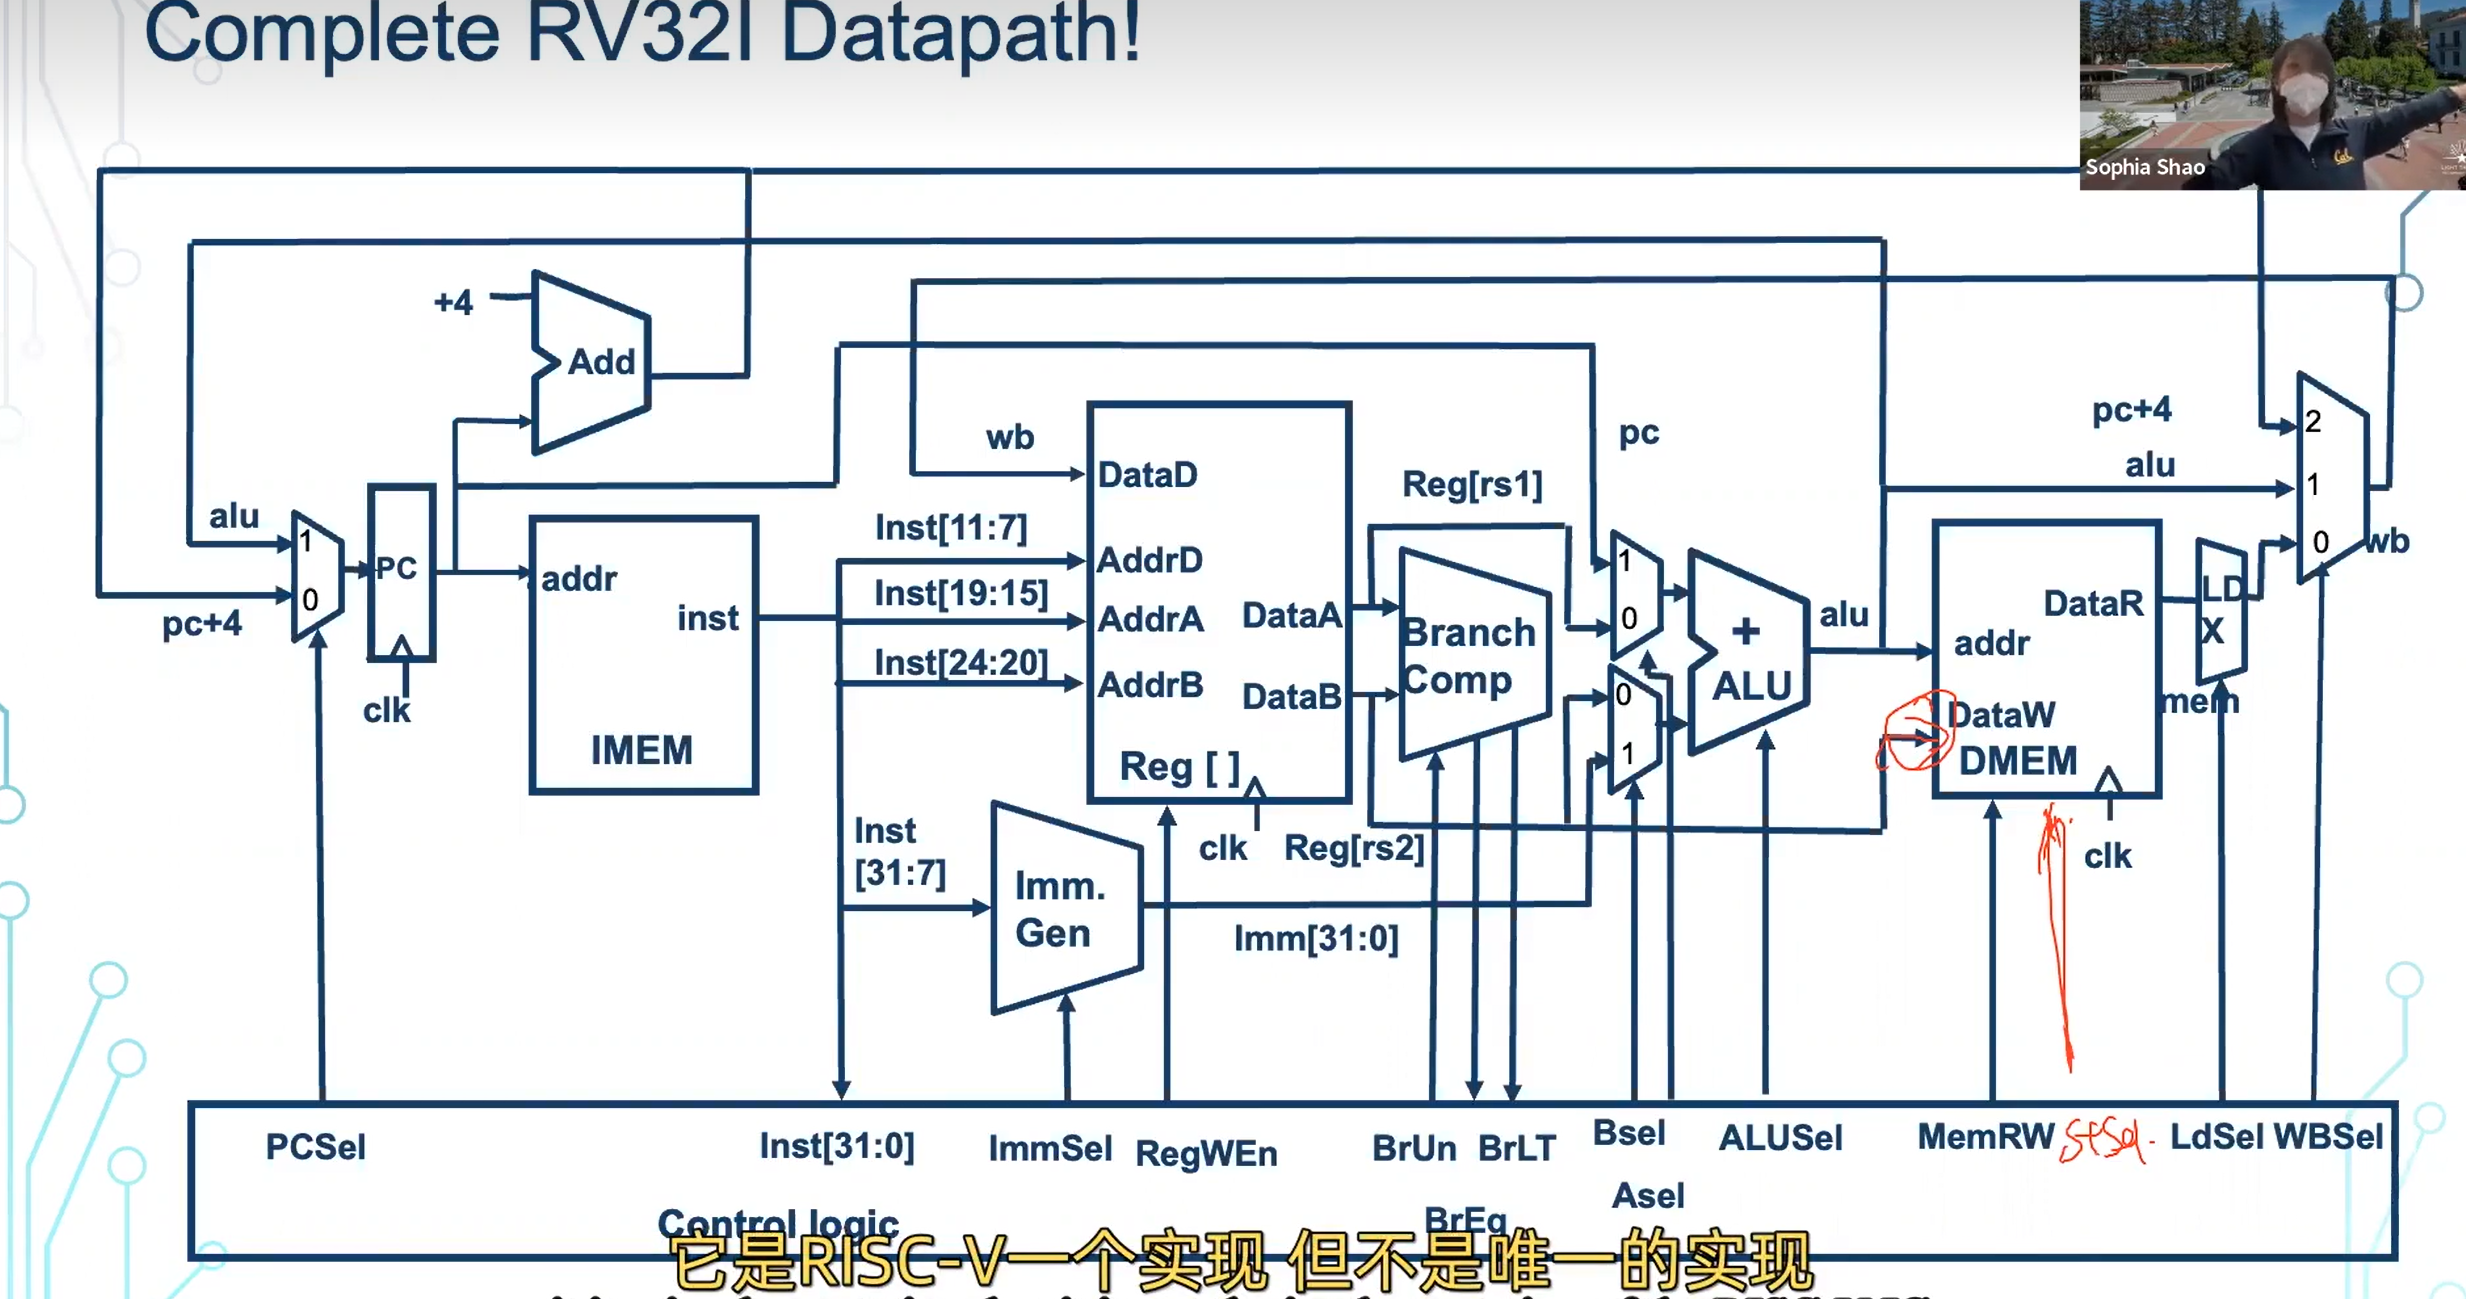 Complete RV32I Datapath!
Sophia Shao
Cal
+4
Add
wb
DataD
pc
pc+4
2
Reg[rs1]
alu
1
alu
1
PC
addr
Inst[11:7]
AddrD
1
0
wb
pc+4
0
inst
Inst[19:15]
AddrA
DataA
Branch
Comp
0
+
ALU
alu
addr
DataR
LD
X
clk
Inst[24:20]
AddrB
DataB
0
DataW
mem
IMEM
Reg [ ]
1
DMEM
Inst
[31:7]
clk
Reg[rs2]
clk
Imm.
Gen
Imm[31:0]
PCSel
Inst[31:0]
ImmSel
RegWEn
BrUn
BrLT
Bsel
ALUSel
MemRW
StSel.
LdSel
WBSel
Asel
Control logic
BrEq
它是RISC-V一个实现 但不是唯一的实现